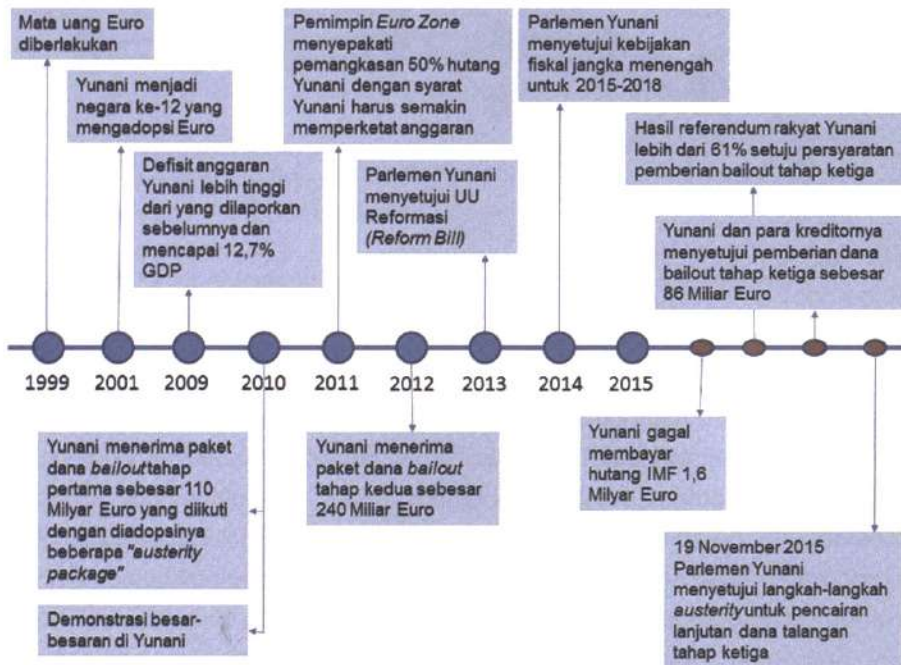 Mata uang Euro
diberlakukan
Yunani menjadi
negara ke-12 yang
mengadopsi Euro
Defisit anggaran
Yunani lebih tinggi
dari yang dilaporkan
sebelumnya dan
mencapai 12,7%
GDP
Pemimpin Euro Zone
menyepakati
pemangkasan 50% hutang
Yunani dengan syarat
Yunani harus semakin
memperketat anggaran
Parlemen Yunani
menyetujui UU
Reformasi
(Reform Bill)
Parlemen Yunani
menyetujui kebijakan
fiskal jangka menengah
untuk 2015-2018
Hasil referendum rakyat Yunani
lebih dari 61% setuju persyaratan
pemberian bailout tahap ketiga
Yunani dan para kreditornya
menyetujui pemberian dana
bailout tahap ketiga sebesar
86 Miliar Euro
1999 2001 2009 2010 2011 2012 2013 2014 2015
Yunani menerima paket
dana bailout tahap
pertama sebesar 110
Milyar Euro yang diikuti
dengan diadopsinya
beberapa "austerity
package"
Demonstrasi besar-
besaran di Yunani
Yunani menerima
paket dana bailout
tahap kedua sebesar
240 Miliar Euro
Yunani gagal
membayar
hutang IMF 1,6
Milyar Euro
19 November 2015
Parlemen Yunani
menyetujui langkah-langkah
austerity untuk pencairan
lanjutan dana talangan
tahap ketiga